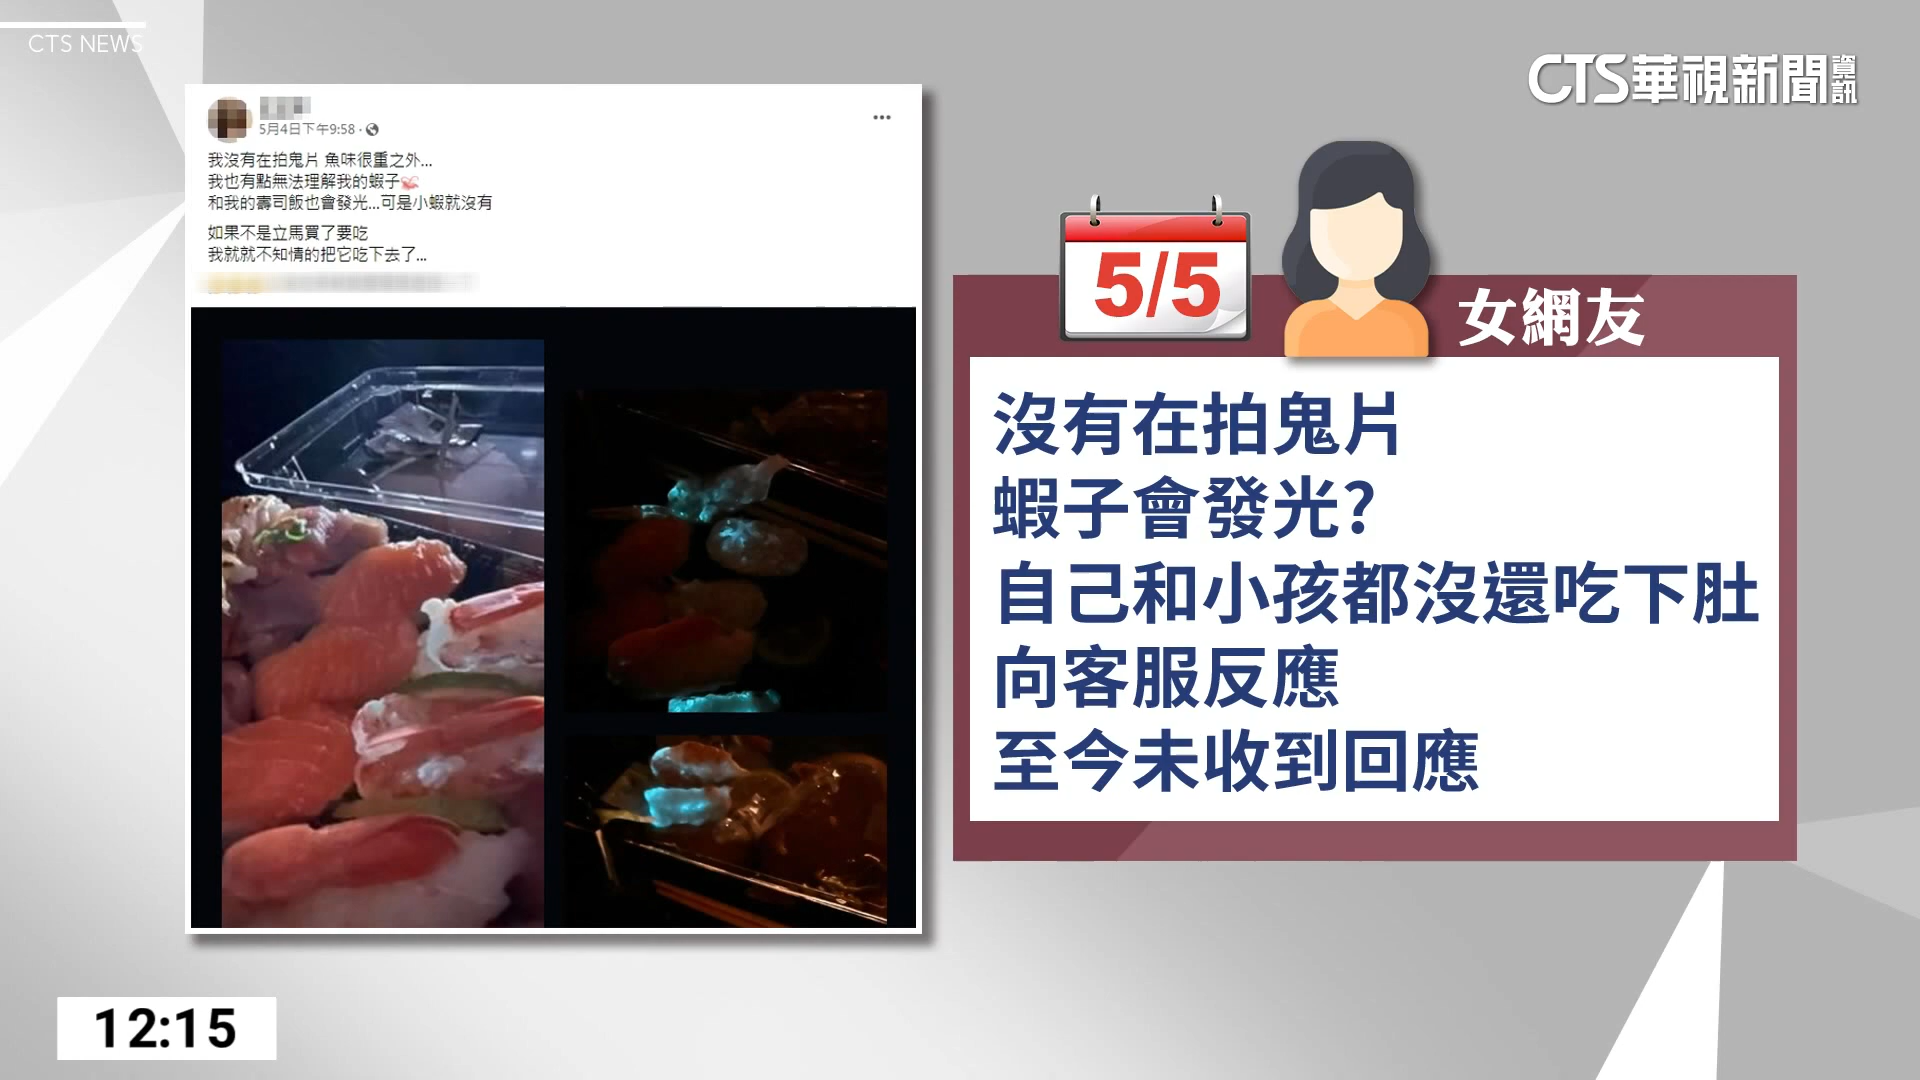 CTS NEWS
CTS華視新聞資訊
5月4日下午9:58
我沒有在拍鬼片 魚味很重之外...
我也有點無法理解我的蝦子🦐
和我的壽司飯也會發光...可是小蝦就沒有
如果不是立馬買了要吃
我就就不知情的把它吃下去了...
5/5
女網友
沒有在拍鬼片
蝦子會發光?
自己和小孩都沒還吃下肚
向客服反應
至今未收到回應
12:15